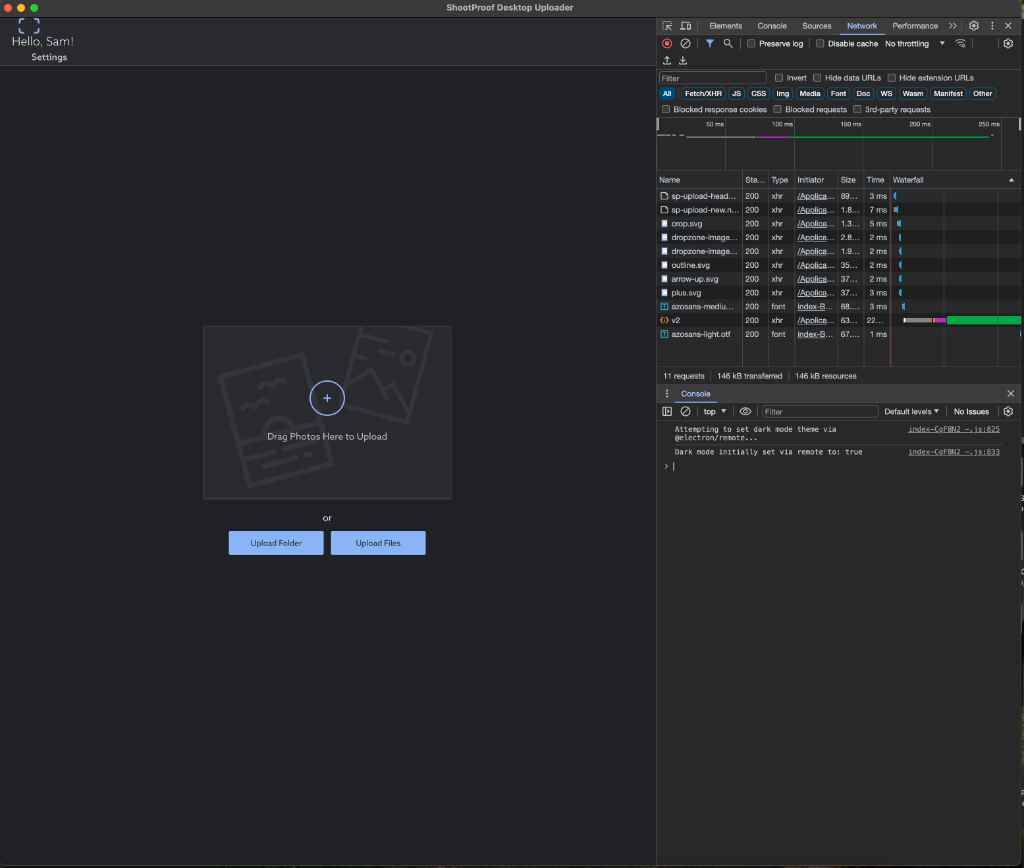 ShootProof Desktop Uploader
Hello, Sam!
Settings
Drag Photos Here to Upload
or
Upload Folder Upload Files
Elements Console Sources Network Performance
Preserve log Disable cache No throttling
Filter Invert Hide data URLs Hide extension URLs
All Fetch/XHR JS CSS Img Media Font Doc WS Wasm Manifest Other
Blocked response cookies Blocked requests 3rd-party requests
50 ms 100 ms 150 ms 200 ms 250 ms
Name Sta... Type Initiator Size Time Waterfall
sp-upload-head... 200 xhr /Applica... 89... 3 ms
sp-upload-new.n... 200 xhr /Applica... 1.8... 7 ms
crop.svg 200 xhr /Applica... 1.3... 5 ms
dropzone-image... 200 xhr /Applica... 2.8... 2 ms
dropzone-image... 200 xhr /Applica... 1.9... 2 ms
outline.svg 200 xhr /Applica... 35... 2 ms
arrow-up.svg 200 xhr /Applica... 37... 2 ms
plus.svg 200 xhr /Applica... 37... 3 ms
azosans-mediu... 200 font index-B... 68.... 3 ms
v2 200 xhr /Applica... 63... 22...
azosans-light.otf 200 font index-B... 67.... 1 ms
11 requests 146 kB transferred 146 kB resources
Console
top Filter Default levels No Issues
Attempting to set dark mode theme via
@electron/remote...
Dark mode initially set via remote to: true